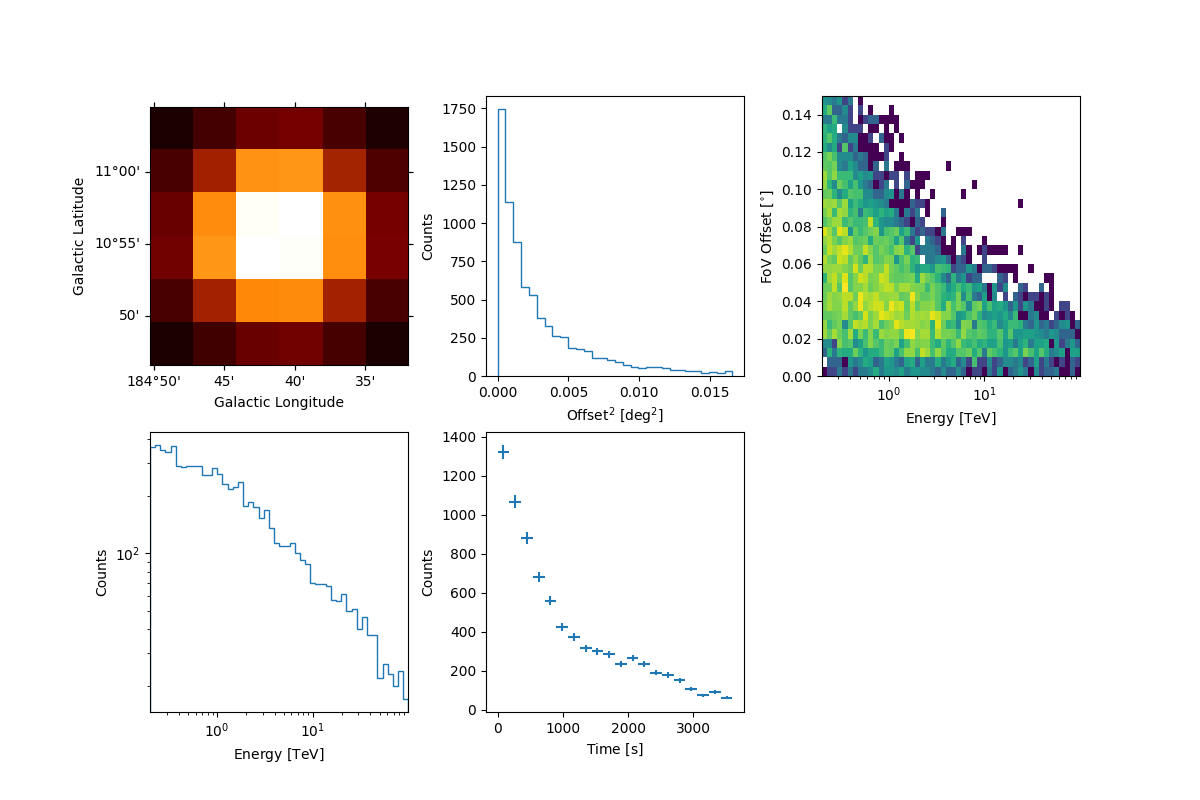 Galactic Latitude
11°00'
10°55'
50'
184°50' 45' 40' 35'
Galactic Longitude
Counts
1750
1500
1250
1000
750
500
250
0
0.000 0.005 0.010 0.015
Offset² [deg²]
FoV Offset [°]
0.14
0.12
0.10
0.08
0.06
0.04
0.02
0.00
10⁰ 10¹
Energy [TeV]
Counts
10²
10⁰ 10¹
Energy [TeV]
Counts
1400
1200
1000
800
600
400
200
0
0 1000 2000 3000
Time [s]